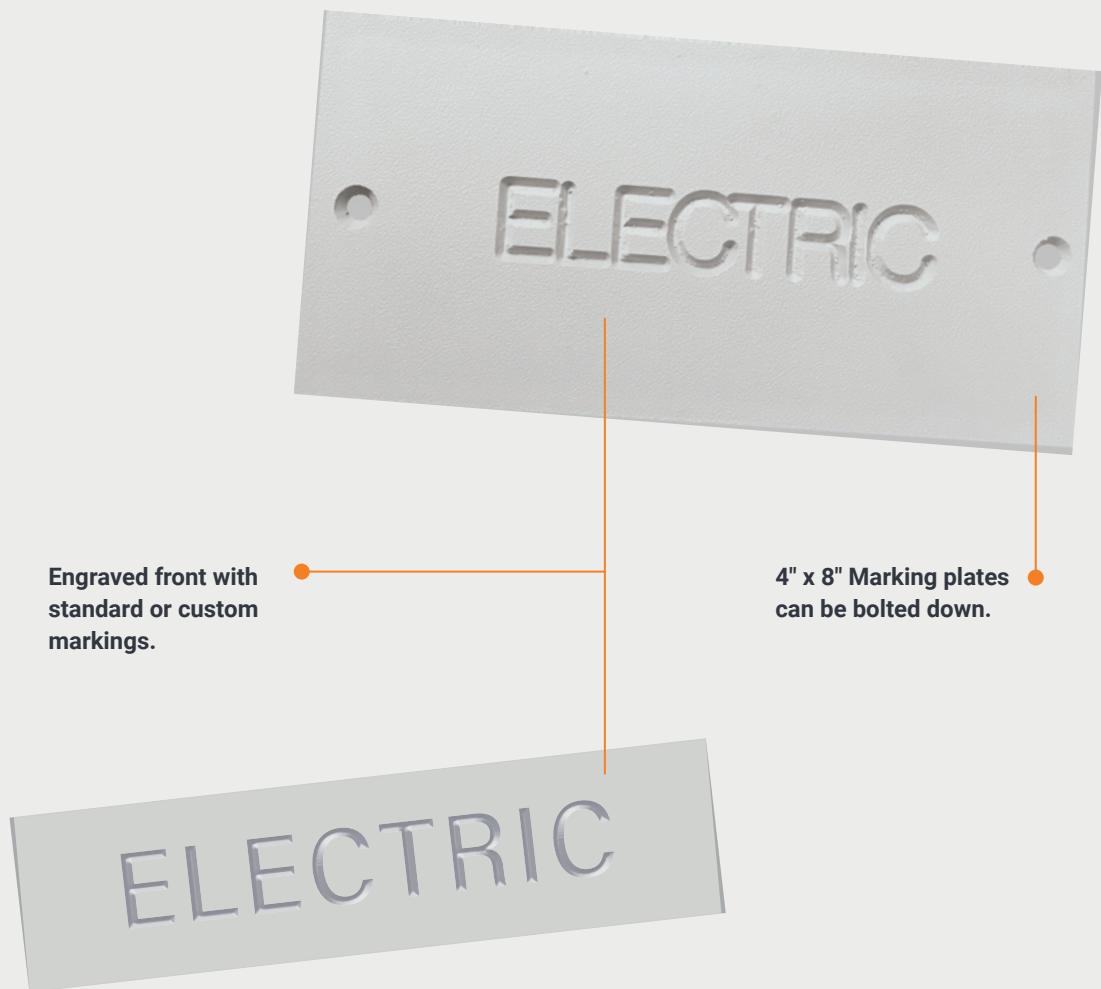 ELECTRIC
Engraved front with
standard or custom
markings.
4" x 8" Marking plates
can be bolted down.
ELECTRIC